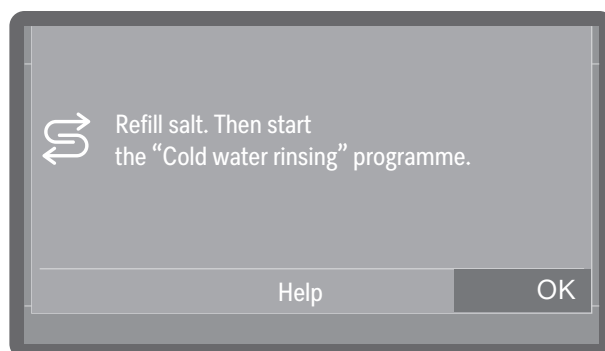 Refill salt. Then start
the “Cold water rinsing” programme.
Help
OK